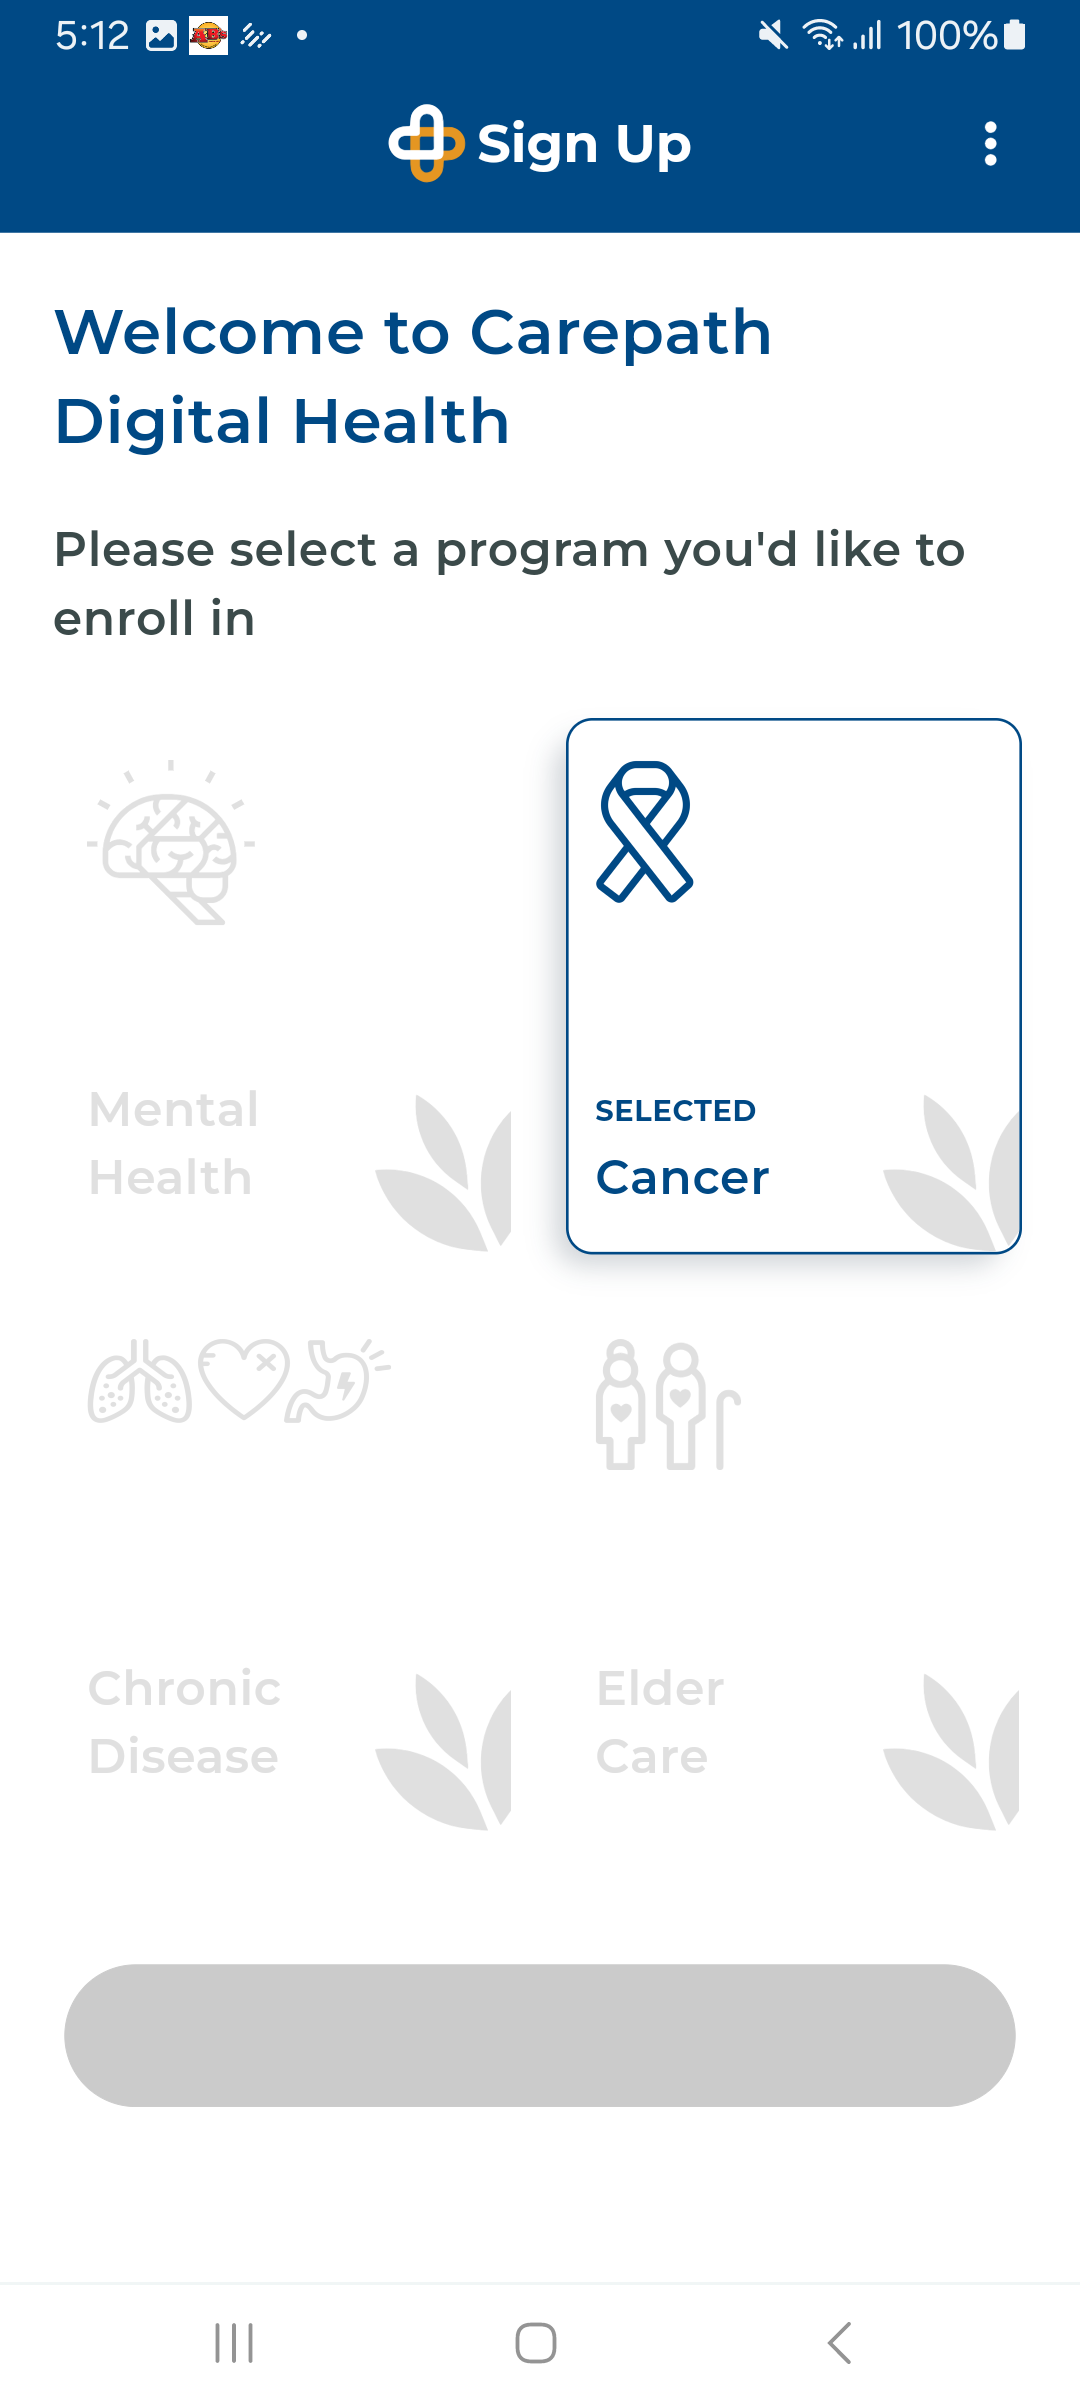 5:12
100%
Sign Up
Welcome to Carepath
Digital Health
Please select a program you'd like to
enroll in
Mental
Health
SELECTED
Cancer
Chronic
Disease
Elder
Care